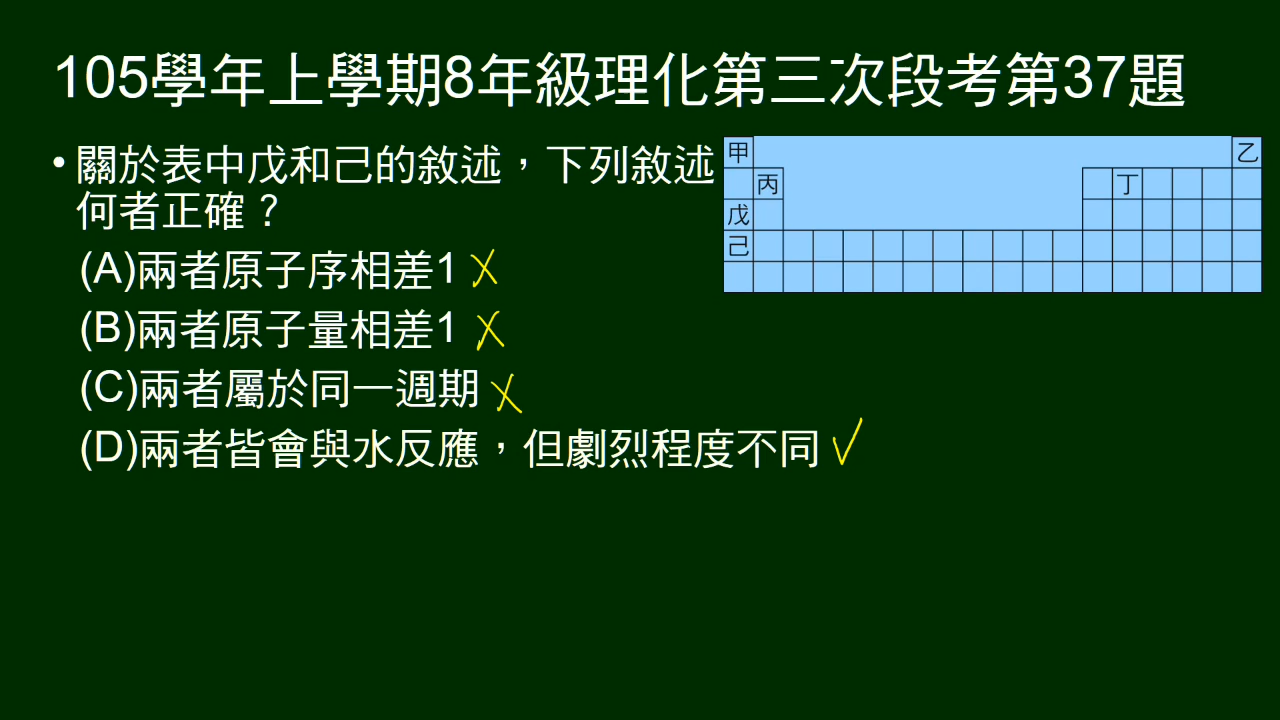 105學年上學期8年級理化第三次段考第37題
•關於表中戊和己的敘述，下列敘述
何者正確？
(A)兩者原子序相差1 ✗
(B)兩者原子量相差1 ✗
(C)兩者屬於同一週期 ✗
(D)兩者皆會與水反應，但劇烈程度不同 ✓
甲 乙
丙 丁
戊
己